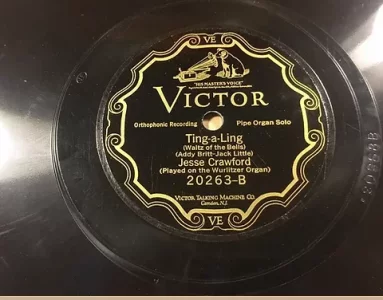 VE
"HIS MASTER'S VOICE"
VICTOR
Orthophonic Recording Pipe Organ Solo
Ting-a-Ling
(Waltz of the Bells)
(Addy Britt-Jack Little)
Jesse Crawford
(Played on the Wurlitzer Organ)
20263-B
VICTOR TALKING MACHINE CO.
Camden, N.J.
VE